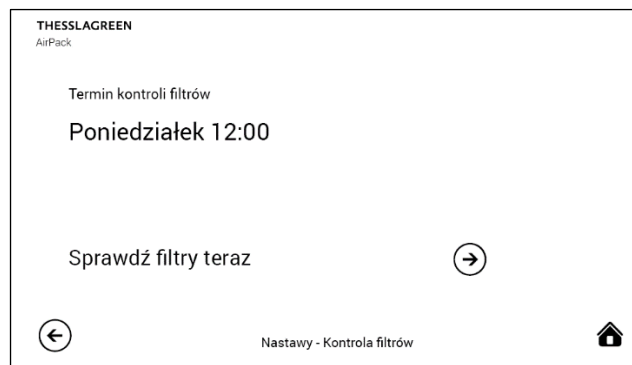 THESSLAGREEN
AirPack
Termin kontroli filtrów
Poniedziałek 12:00
Sprawdź filtry teraz
Nastawy - Kontrola filtrów